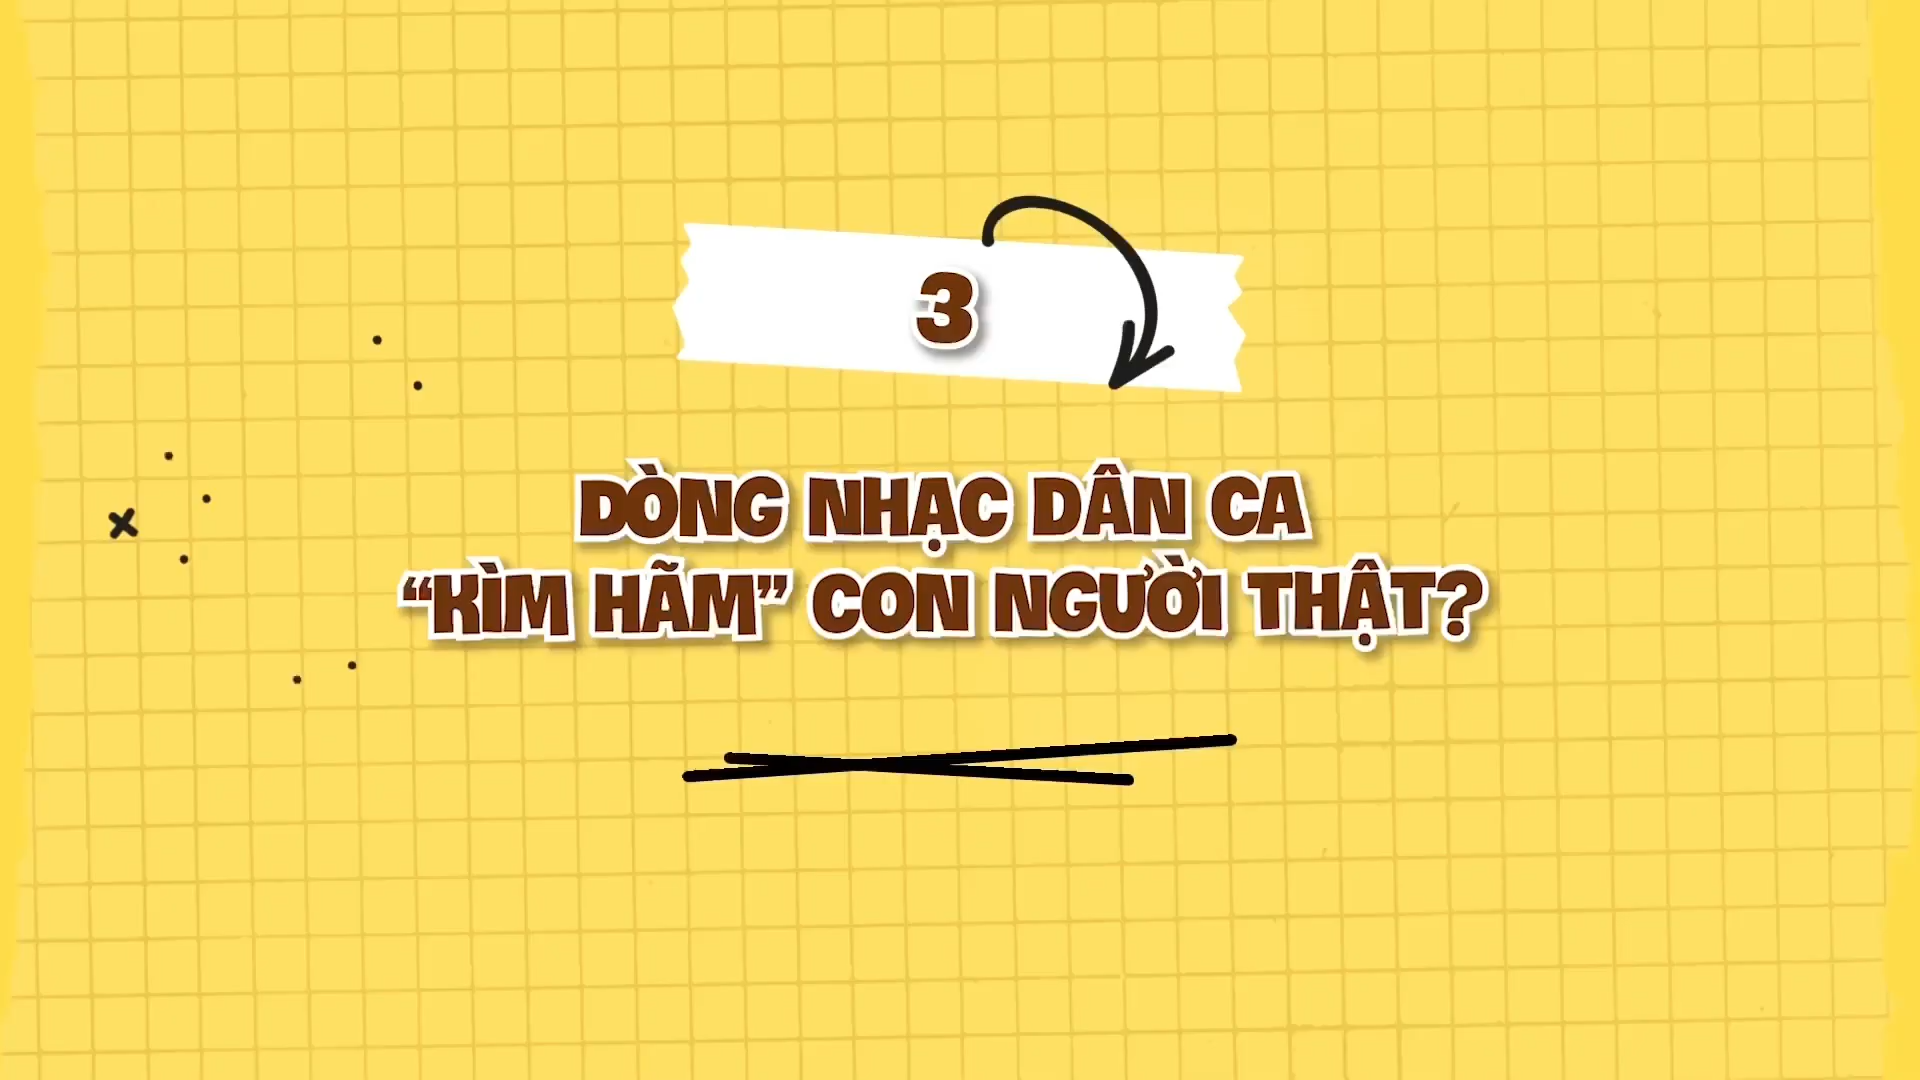 3
DÒNG NHẠC DÂN CA
“KÌM HÃM” CON NGƯỜI THẬT?